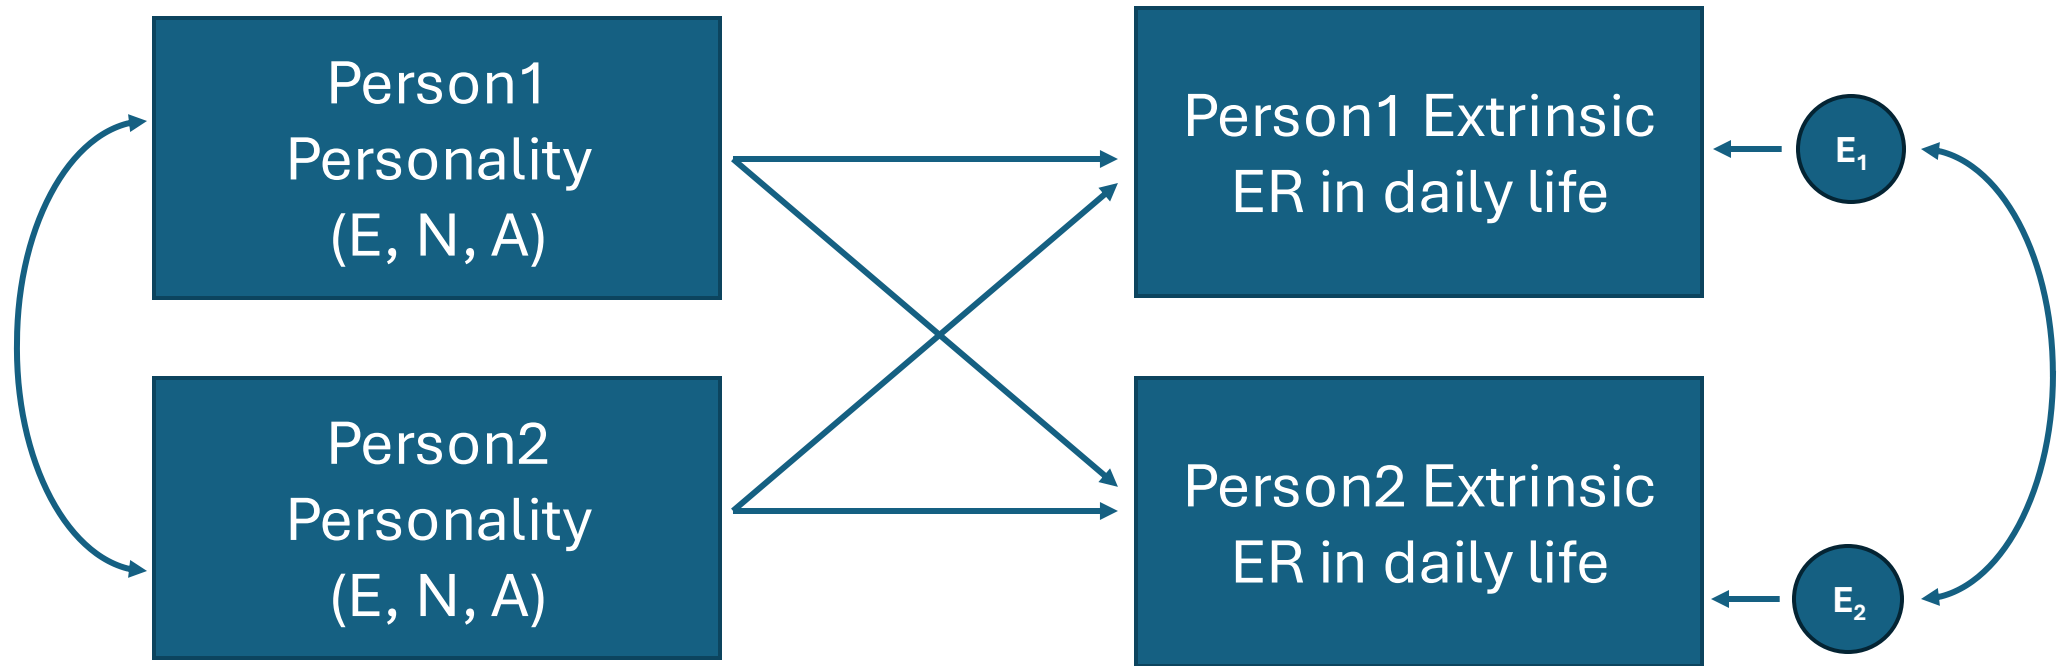 Person1
Personality
(E, N, A)
Person1 Extrinsic
ER in daily life
E₁
Person2
Personality
(E, N, A)
Person2 Extrinsic
ER in daily life
E₂